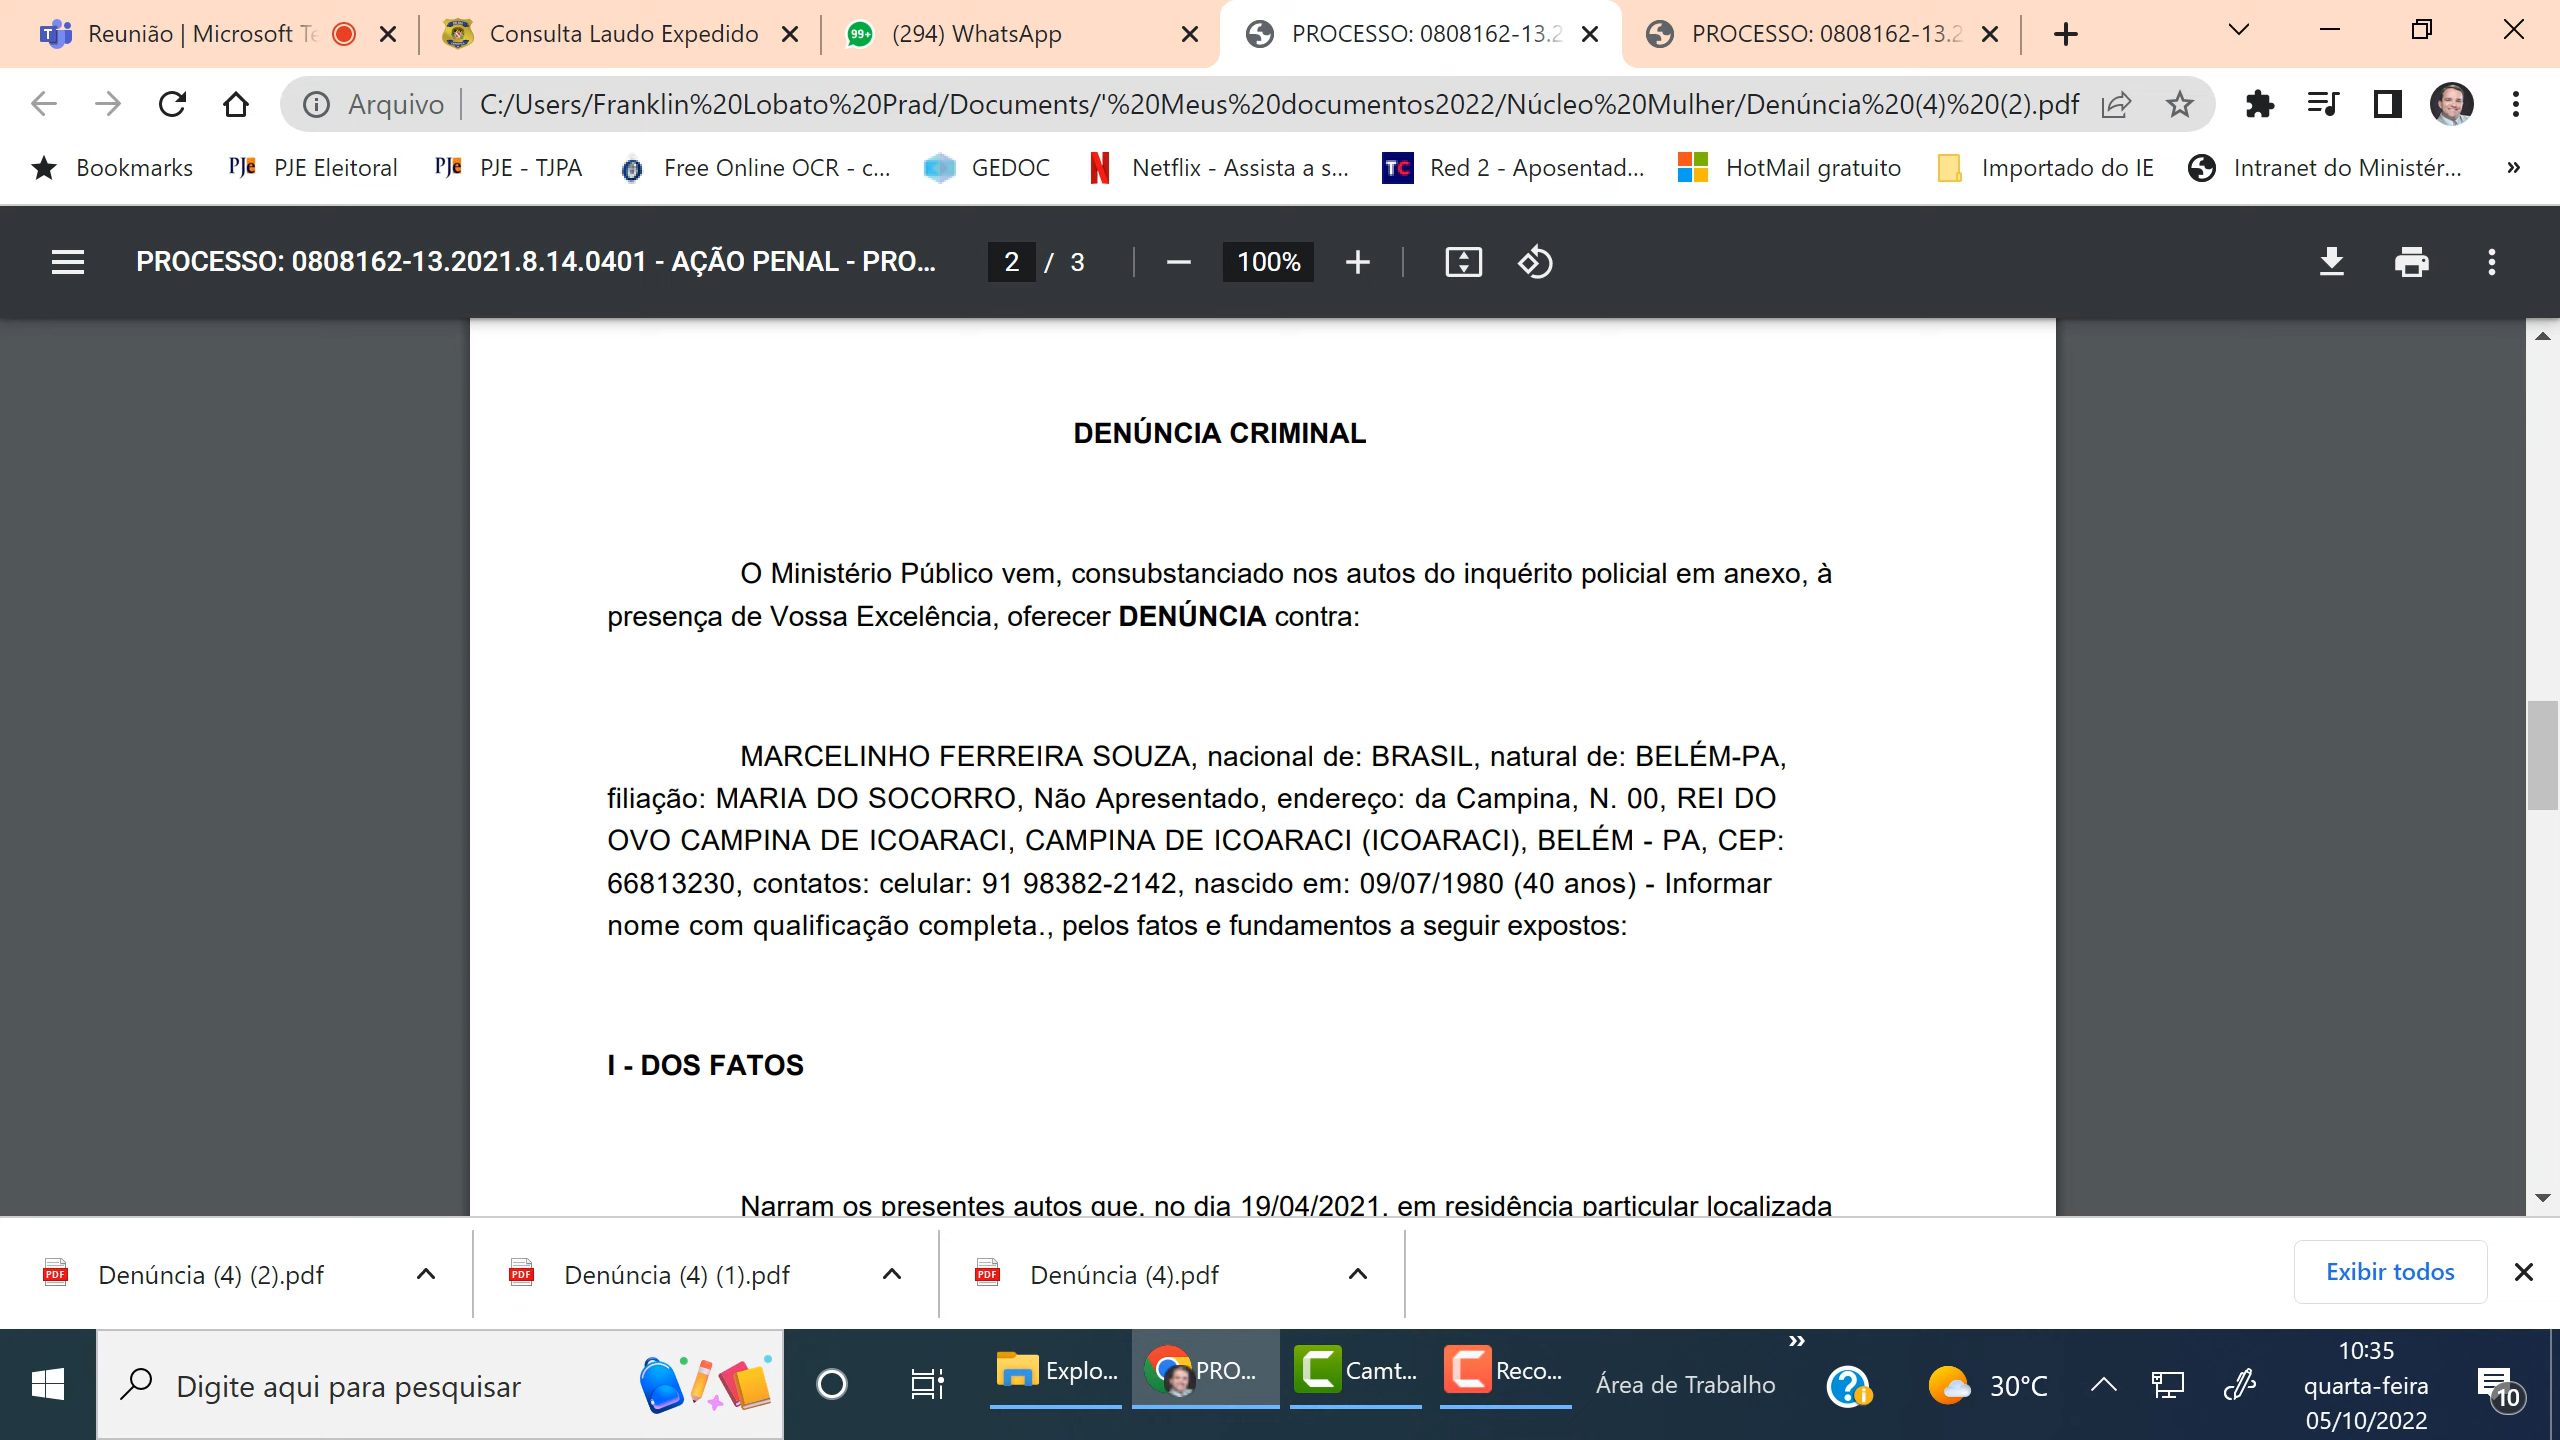 Reunião | Microsoft Te
Consulta Laudo Expedido
99+ (294) WhatsApp
PROCESSO: 0808162-13.2
PROCESSO: 0808162-13.2
Arquivo C:/Users/Franklin%20Lobato%20Prad/Documents/'%20Meus%20documentos2022/Núcleo%20Mulher/Denúncia%20(4)%20(2).pdf
Bookmarks PJe PJE Eleitoral PJe PJE - TJPA Free Online OCR - c... GEDOC Netflix - Assista a s... TC Red 2 - Aposentad... HotMail gratuito Importado do IE Intranet do Ministér... »
PROCESSO: 0808162-13.2021.8.14.0401 - AÇÃO PENAL - PRO... 2 / 3 100%
DENÚNCIA CRIMINAL
O Ministério Público vem, consubstanciado nos autos do inquérito policial em anexo, à
presença de Vossa Excelência, oferecer DENÚNCIA contra:
MARCELINHO FERREIRA SOUZA, nacional de: BRASIL, natural de: BELÉM-PA,
filiação: MARIA DO SOCORRO, Não Apresentado, endereço: da Campina, N. 00, REI DO
OVO CAMPINA DE ICOARACI, CAMPINA DE ICOARACI (ICOARACI), BELÉM - PA, CEP:
66813230, contatos: celular: 91 98382-2142, nascido em: 09/07/1980 (40 anos) - Informar
nome com qualificação completa., pelos fatos e fundamentos a seguir expostos:
I - DOS FATOS
Narram os presentes autos que, no dia 19/04/2021, em residência particular localizada
PDF Denúncia (4) (2).pdf
PDF Denúncia (4) (1).pdf
PDF Denúncia (4).pdf
Exibir todos
Digite aqui para pesquisar
Explo...
PRO...
Camt...
Reco...
Área de Trabalho
»
30°C
10:35
quarta-feira
05/10/2022
10